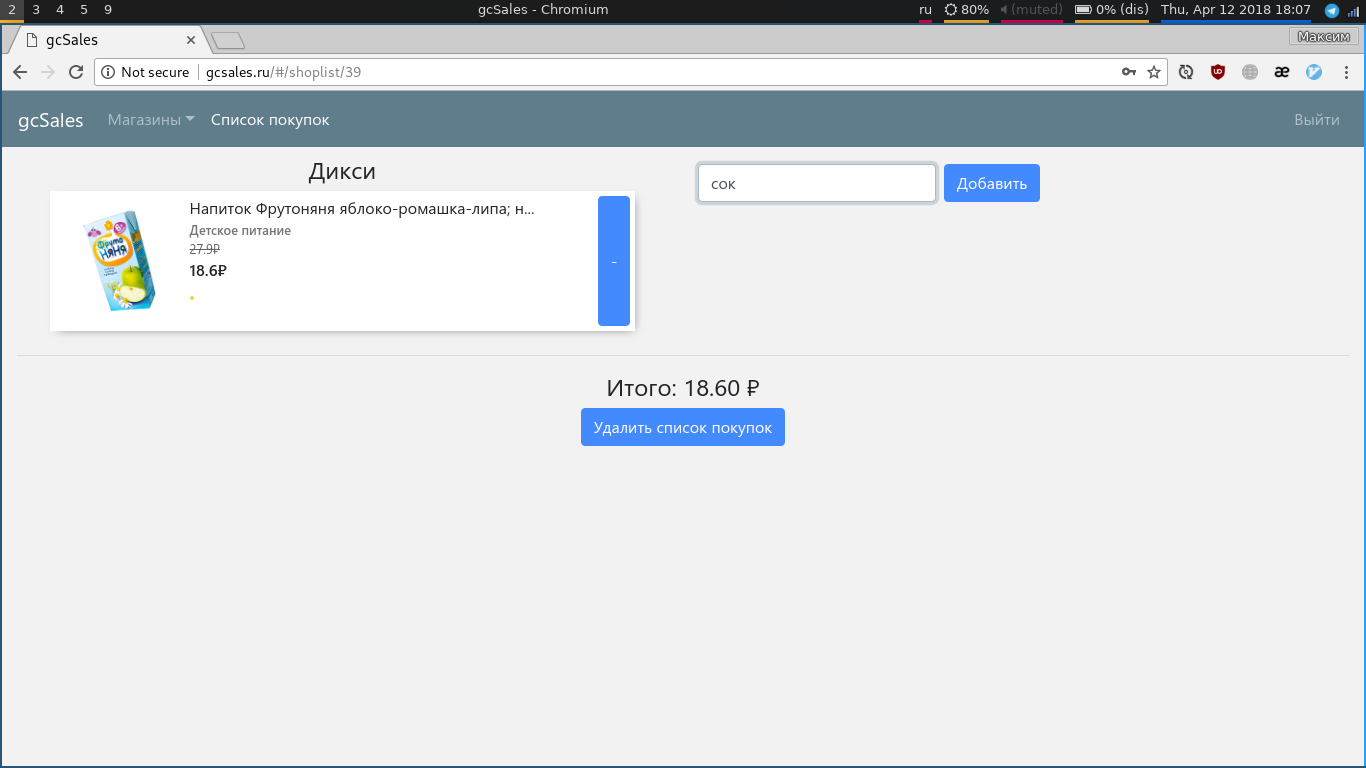 2 3 4 5 9 gcSales - Chromium ru 80% (muted) 0% (dis) Thu, Apr 12 2018 18:07
gcSales Максим
Not secure gcsales.ru/#/shoplist/39
gcSales Магазины Список покупок Выйти
Дикси
сок Добавить
Напиток Фрутоняня яблоко-ромашка-липа; н...
Детское питание
27.9₽
18.6₽
-
Фруто
НЯНЯ
Итого: 18.60 ₽
Удалить список покупок